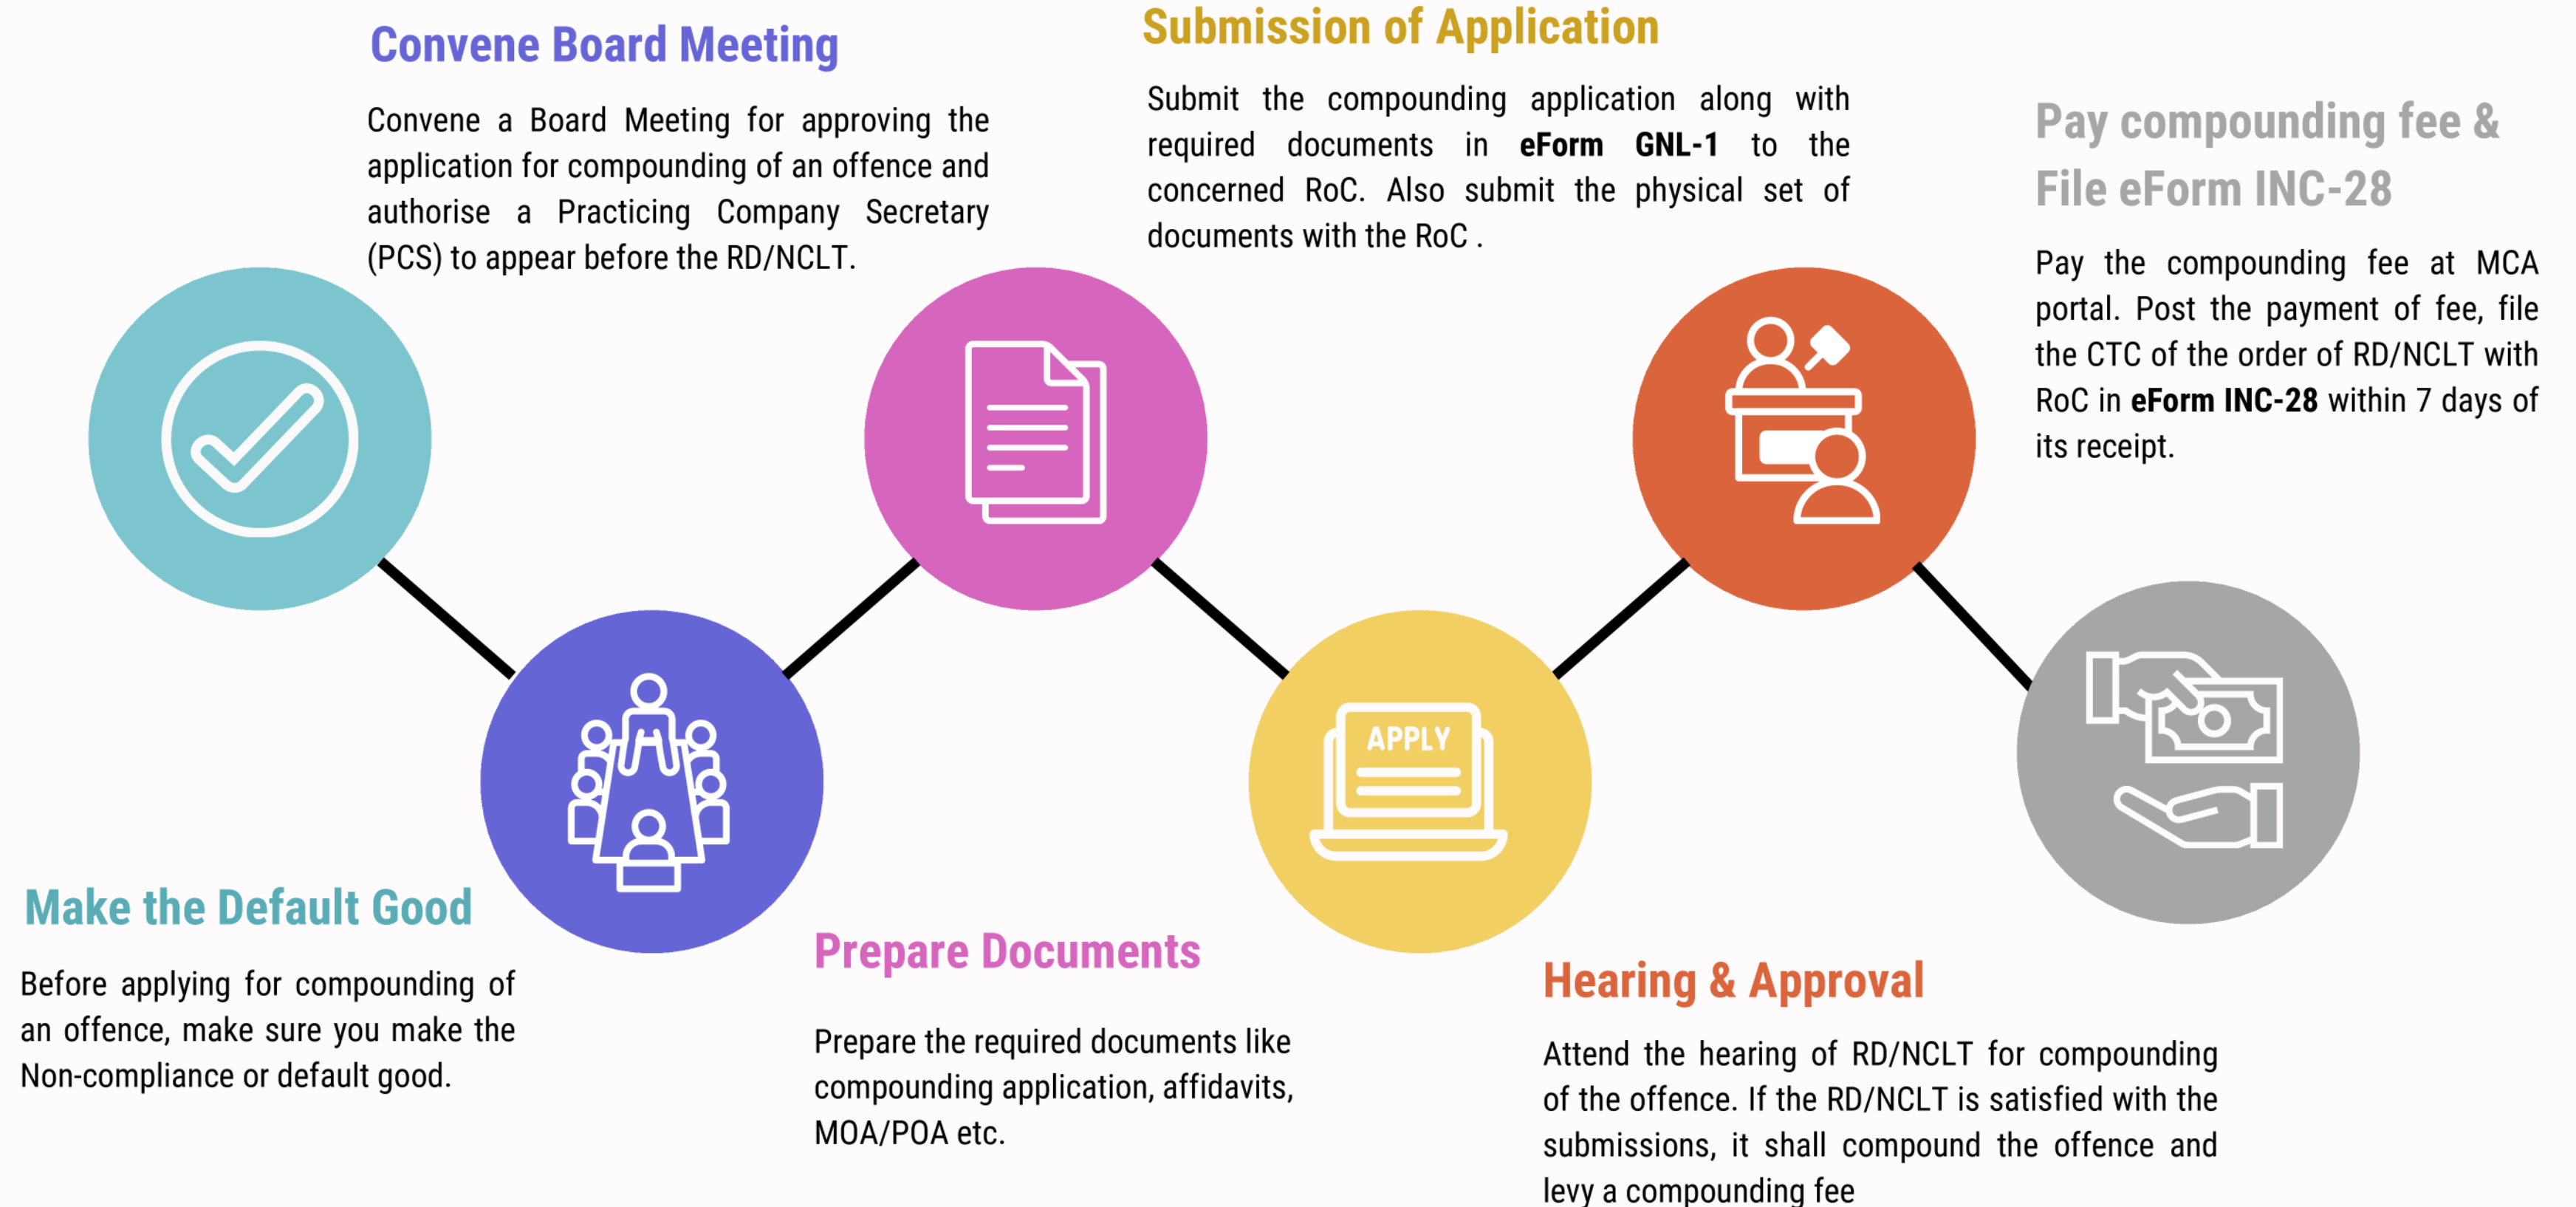 Convene Board Meeting
Convene a Board Meeting for approving the
application for compounding of an offence and
authorise a Practicing Company Secretary
(PCS) to appear before the RD/NCLT.
Submission of Application
Submit the compounding application along with
required documents in eForm GNL-1 to the
concerned RoC. Also submit the physical set of
documents with the RoC .
Pay compounding fee &
File eForm INC-28
Pay the compounding fee at MCA
portal. Post the payment of fee, file
the CTC of the order of RD/NCLT with
RoC in eForm INC-28 within 7 days of
its receipt.
APPLY
Make the Default Good
Before applying for compounding of
an offence, make sure you make the
Non-compliance or default good.
Prepare Documents
Prepare the required documents like
compounding application, affidavits,
MOA/POA etc.
Hearing & Approval
Attend the hearing of RD/NCLT for compounding
of the offence. If the RD/NCLT is satisfied with the
submissions, it shall compound the offence and
levy a compounding fee